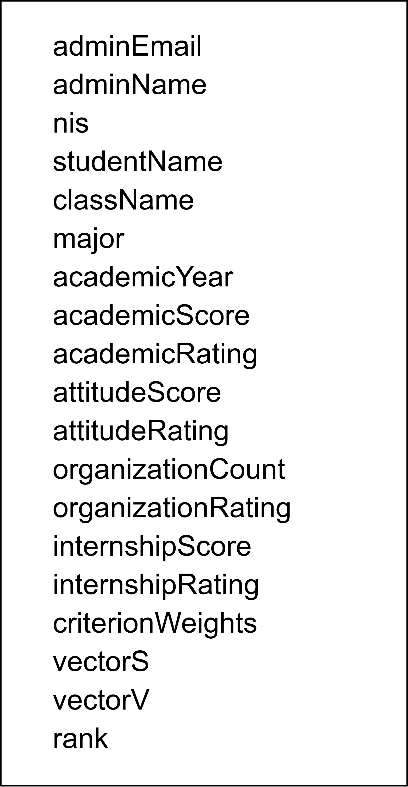 adminEmail
adminName
nis
studentName
className
major
academicYear
academicScore
academicRating
attitudeScore
attitudeRating
organizationCount
organizationRating
internshipScore
internshipRating
criterionWeights
vectorS
vectorV
rank